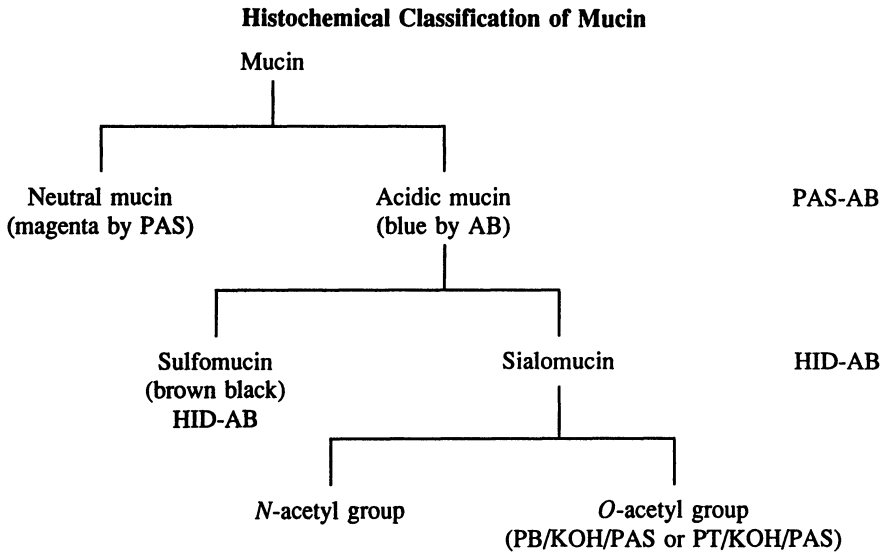 Histochemical Classification of Mucin
Mucin
Neutral mucin
(magenta by PAS)
Acidic mucin
(blue by AB)
PAS-AB
Sulfomucin
(brown black)
HID-AB
Sialomucin
HID-AB
N-acetyl group
O-acetyl group
(PB/KOH/PAS or PT/KOH/PAS)